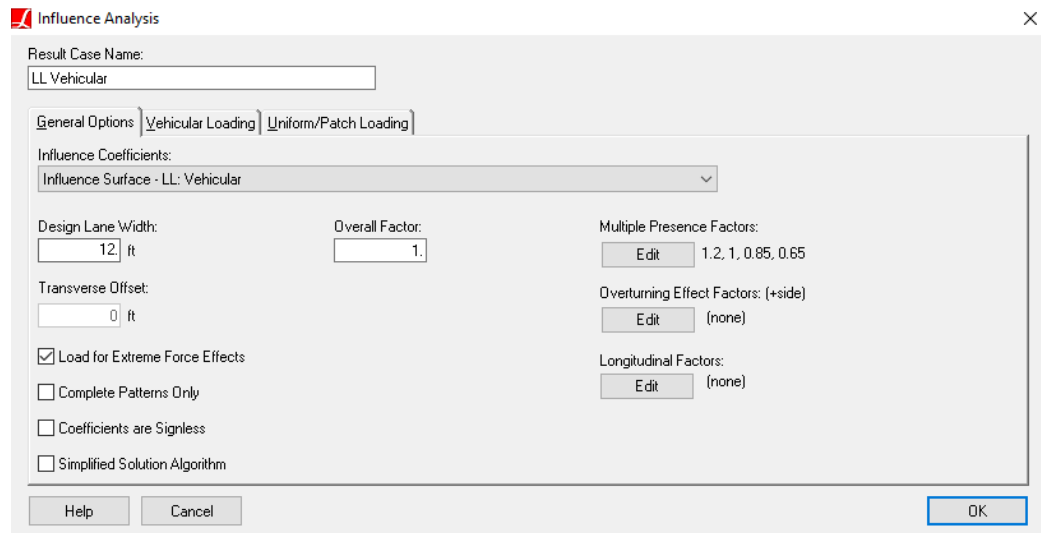 Influence Analysis
Result Case Name:
LL Vehicular
General Options Vehicular Loading Uniform/Patch Loading
Influence Coefficients:
Influence Surface - LL: Vehicular
Design Lane Width: Overall Factor: Multiple Presence Factors:
12. ft 1. Edit 1.2, 1, 0.85, 0.65
Transverse Offset: Overturning Effect Factors: (+side)
0 ft Edit (none)
Load for Extreme Force Effects Longitudinal Factors:
Edit (none)
Complete Patterns Only
Coefficients are Signless
Simplified Solution Algorithm
Help Cancel OK